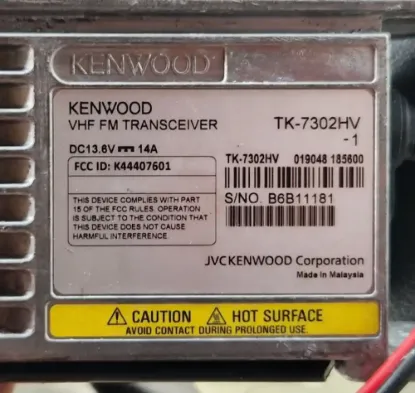 KENWOOD
KENWOOD
VHF FM TRANSCEIVER
TK-7302HV
-1
DC13.6V ⎓ 14A
FCC ID: K44407601
TK-7302HV 019048 185600
THIS DEVICE COMPLIES WITH PART
15 OF THE FCC RULES. OPERATION
IS SUBJECT TO THE CONDITION THAT
THIS DEVICE DOES NOT CAUSE
HARMFUL INTERFERENCE.
S/NO. B6B11181
JVCKENWOOD Corporation
Made in Malaysia
CAUTION HOT SURFACE
AVOID CONTACT DURING PROLONGED USE.